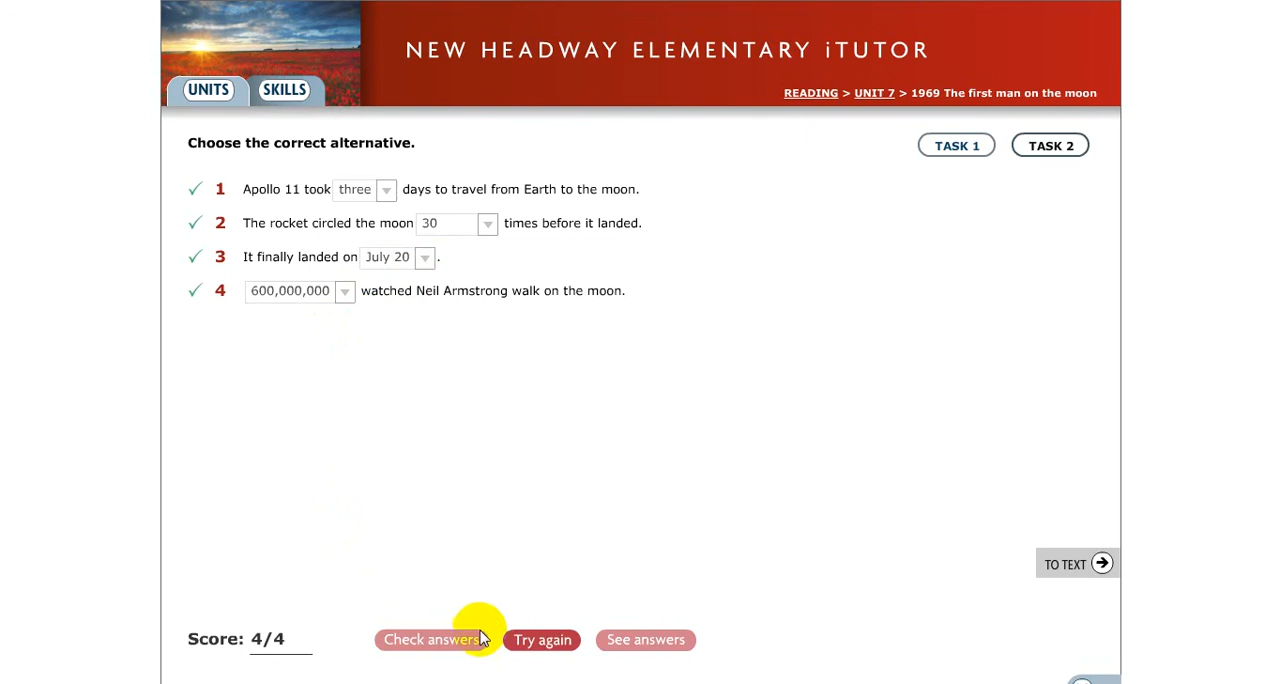 NEW HEADWAY ELEMENTARY iTUTOR
UNITS SKILLS
READING > UNIT 7 > 1969 The first man on the moon
Choose the correct alternative.
TASK 1 TASK 2
1 Apollo 11 took three days to travel from Earth to the moon.
2 The rocket circled the moon 30 times before it landed.
3 It finally landed on July 20 .
4 600,000,000 watched Neil Armstrong walk on the moon.
TO TEXT
Score: 4/4 Check answers Try again See answers